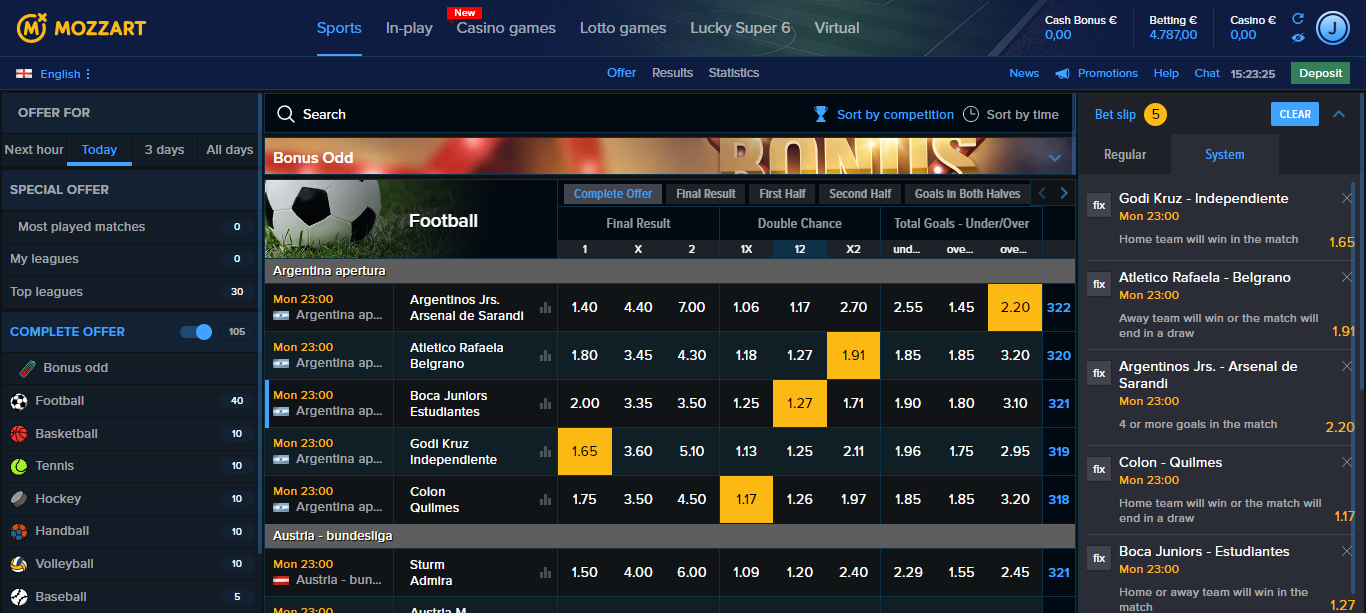 MOZZART
Sports
In-play
New
Casino games
Lotto games
Lucky Super 6
Virtual
Cash Bonus €
0,00
Betting €
4.787,00
Casino €
0,00
J
English
Offer
Results
Statistics
News
Promotions
Help
Chat
15:23:25
Deposit
OFFER FOR
Next hour
Today
3 days
All days
SPECIAL OFFER
Most played matches 0
My leagues 0
Top leagues 30
COMPLETE OFFER 105
Bonus odd
Football 40
Basketball 10
Tennis 10
Hockey 10
Handball 10
Volleyball 10
Baseball 5
Search
Sort by competition
Sort by time
Bonus Odd
BONUS
Football
Complete Offer
Final Result
First Half
Second Half
Goals in Both Halves
Final Result
Double Chance
Total Goals - Under/Over
1 X 2 1X 12 X2 und... ove... ove...
Argentina apertura
Mon 23:00
Argentina ap...
Argentinos Jrs.
Arsenal de Sarandi
1.40 4.40 7.00 1.06 1.17 2.70 2.55 1.45 2.20 322
Mon 23:00
Argentina ap...
Atletico Rafaela
Belgrano
1.80 3.45 4.30 1.18 1.27 1.91 1.85 1.85 3.20 320
Mon 23:00
Argentina ap...
Boca Juniors
Estudiantes
2.00 3.35 3.50 1.25 1.27 1.71 1.90 1.80 3.10 321
Mon 23:00
Argentina ap...
Godi Kruz
Independiente
1.65 3.60 5.10 1.13 1.25 2.11 1.96 1.75 2.95 319
Mon 23:00
Argentina ap...
Colon
Quilmes
1.75 3.50 4.50 1.17 1.26 1.97 1.85 1.85 3.20 318
Austria - bundesliga
Mon 23:00
Austria - bun...
Sturm
Admira
1.50 4.00 6.00 1.09 1.20 2.40 2.29 1.55 2.45 321
Mon 23:00
Austria M
Bet slip 5
CLEAR
Regular
System
fix
Godi Kruz - Independiente
Mon 23:00
Home team will win in the match
1.65
fix
Atletico Rafaela - Belgrano
Mon 23:00
Away team will win or the match will
end in a draw
1.91
fix
Argentinos Jrs. - Arsenal de
Sarandi
Mon 23:00
4 or more goals in the match
2.20
fix
Colon - Quilmes
Mon 23:00
Home team will win or the match will
end in a draw
1.17
fix
Boca Juniors - Estudiantes
Mon 23:00
Home or away team will win in the
match
1.27